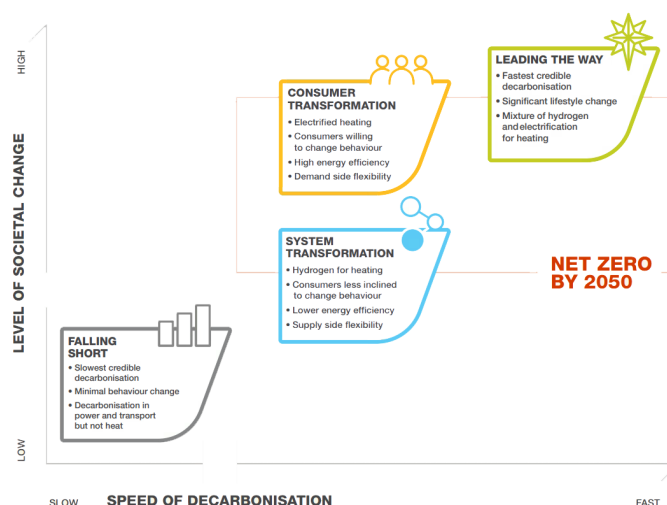 HIGH
LEVEL OF SOCIETAL CHANGE
LOW
LEADING THE WAY
• Fastest credible
decarbonisation
• Significant lifestyle change
• Mixture of hydrogen
and electrification
for heating
CONSUMER
TRANSFORMATION
• Electrified heating
• Consumers willing
to change behaviour
• High energy efficiency
• Demand side flexibility
SYSTEM
TRANSFORMATION
• Hydrogen for heating
• Consumers less inclined
to change behaviour
• Lower energy efficiency
• Supply side flexibility
NET ZERO
BY 2050
FALLING
SHORT
• Slowest credible
decarbonisation
• Minimal behaviour change
• Decarbonisation in
power and transport
but not heat
SLOW
SPEED OF DECARBONISATION
FAST